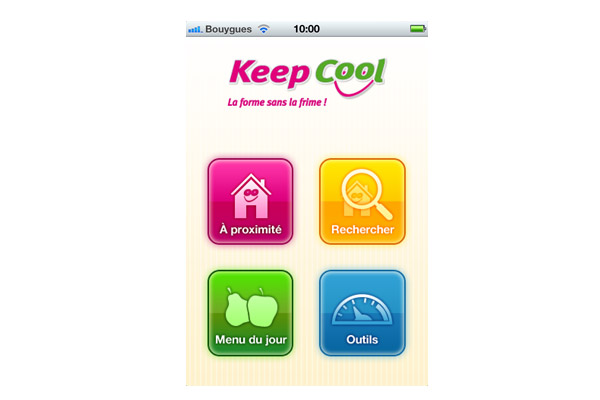 Bouygues 10:00
Keep Cool
La forme sans la frime !
À proximité
Rechercher
Menu du jour
Outils